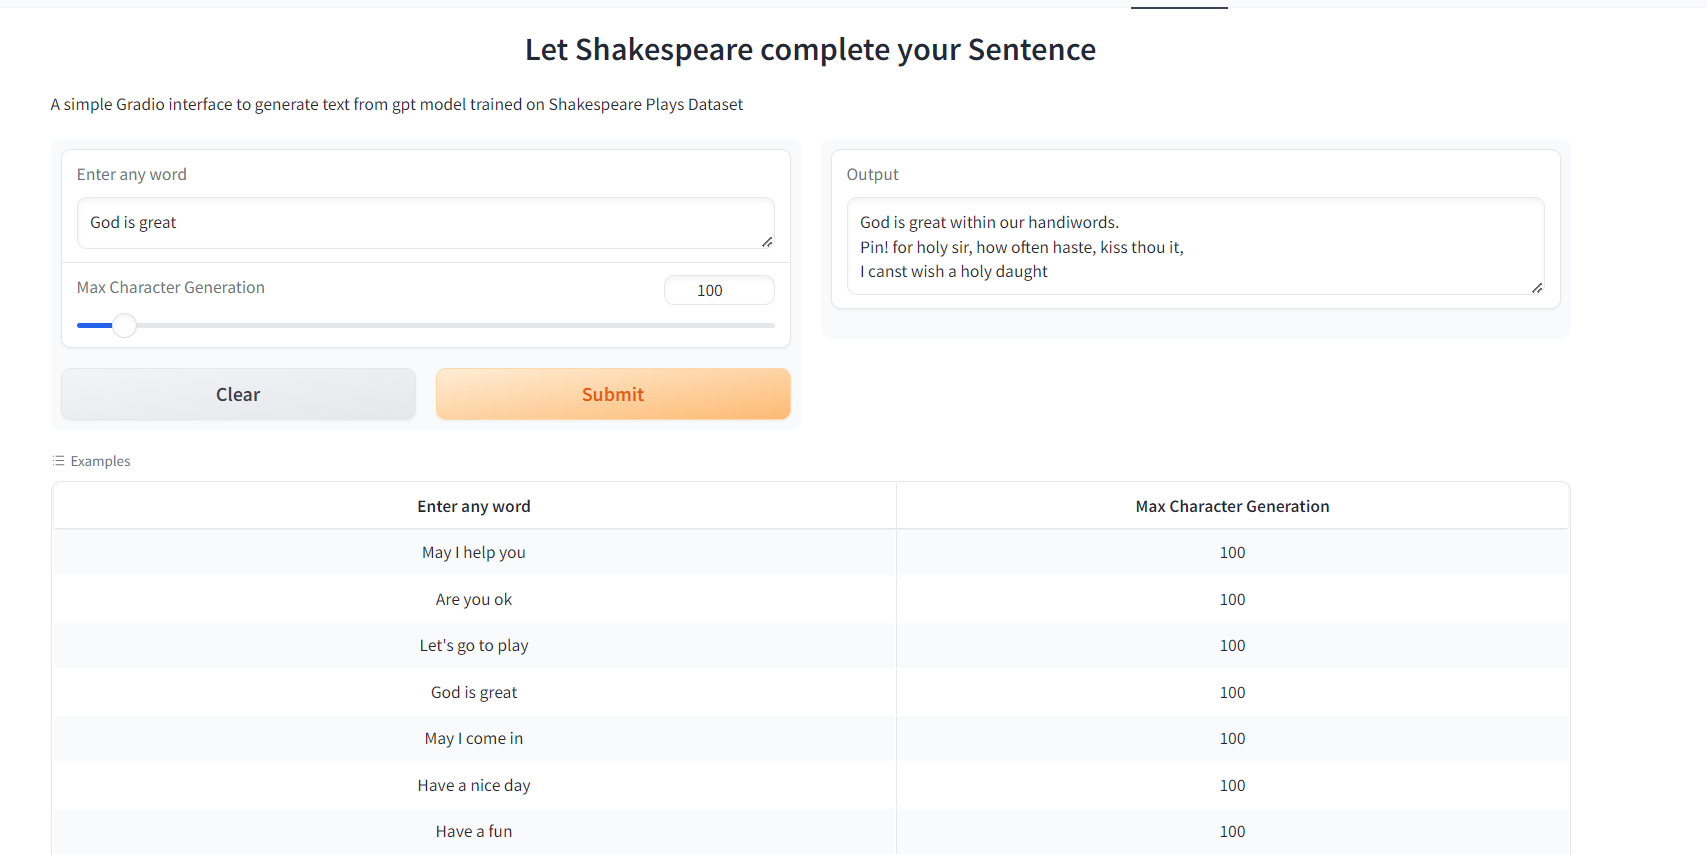 Let Shakespeare complete your Sentence
A simple Gradio interface to generate text from gpt model trained on Shakespeare Plays Dataset
Enter any word
God is great
Max Character Generation
100
Clear
Submit
Output
God is great within our handiwords.
Pin! for holy sir, how often haste, kiss thou it,
I canst wish a holy daught
Examples
Enter any word Max Character Generation
May I help you 100
Are you ok 100
Let's go to play 100
God is great 100
May I come in 100
Have a nice day 100
Have a fun 100